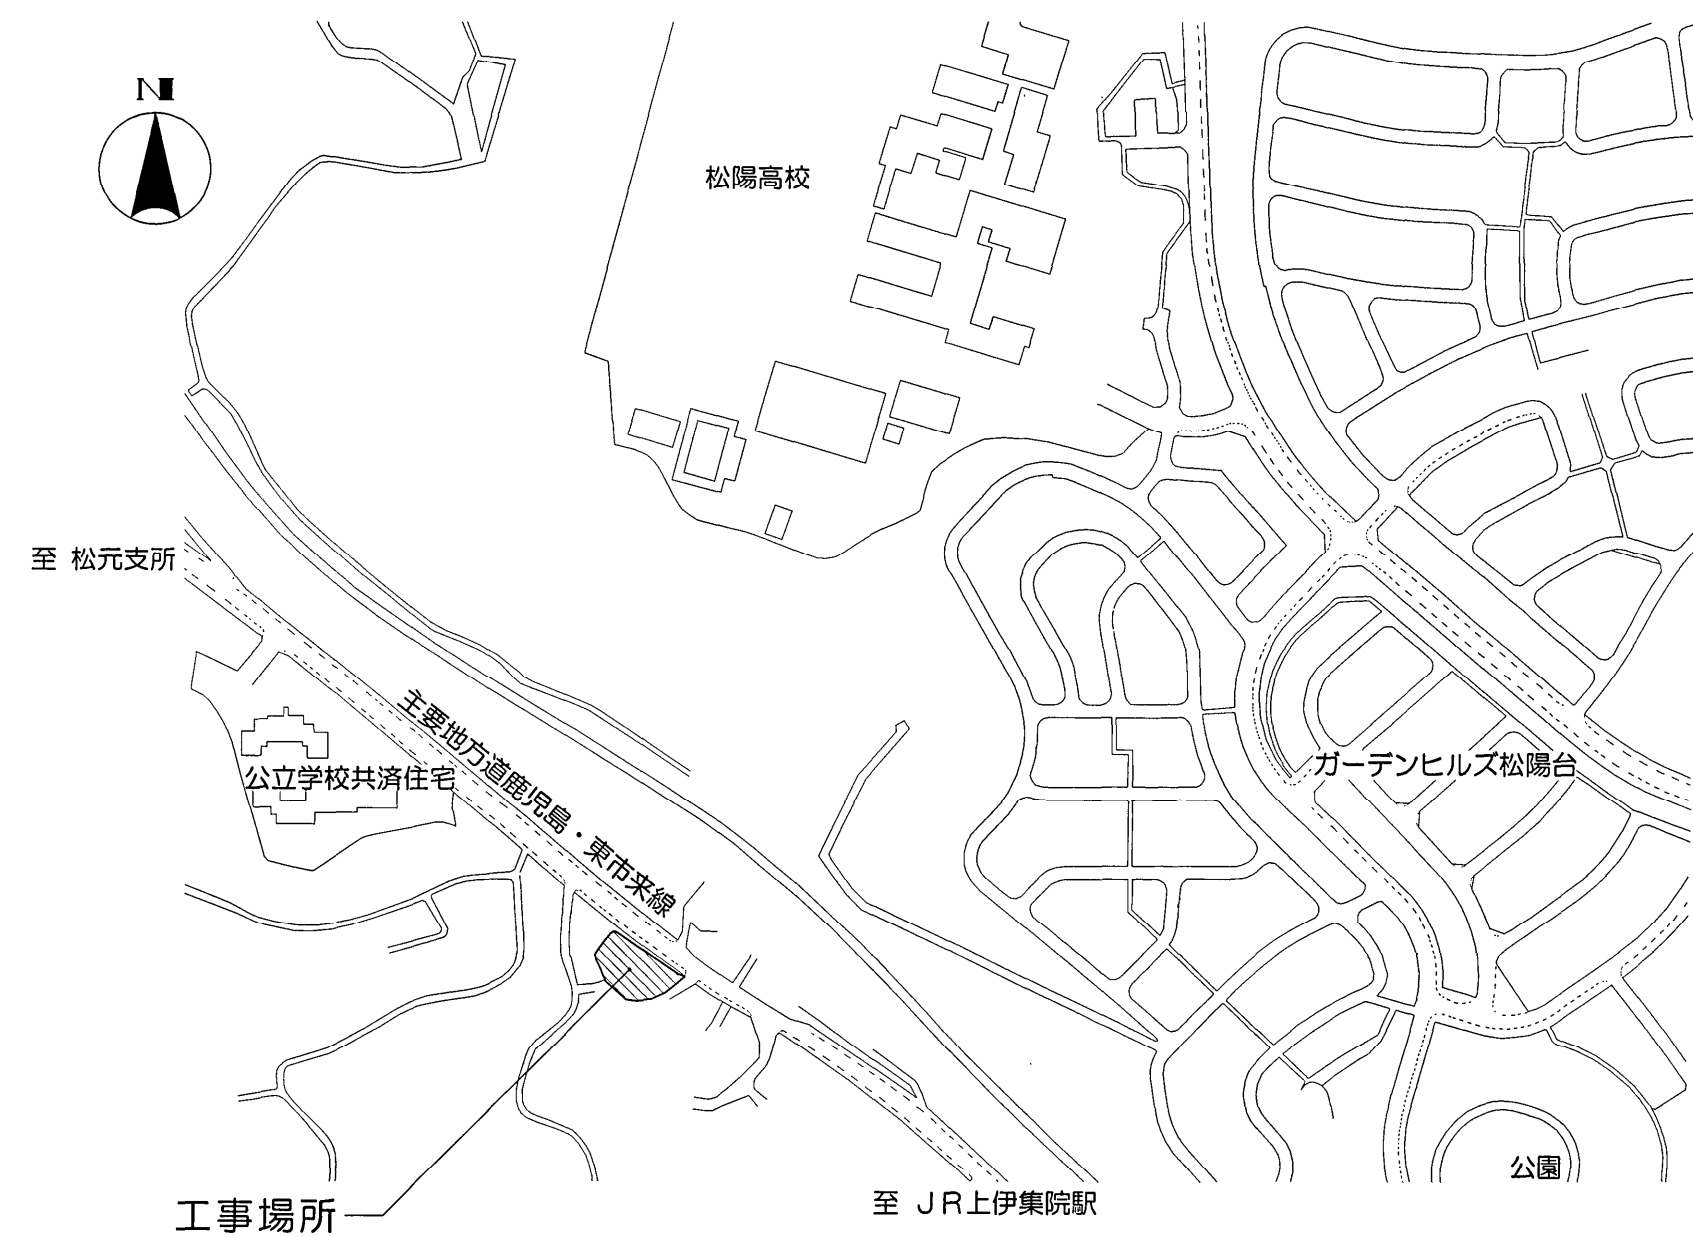 N
松陽高校
至 松元支所
主要地方道鹿児島・東市来線
公立学校共済住宅
ガーデンヒルズ松陽台
公園
工事場所
至 JR上伊集院駅